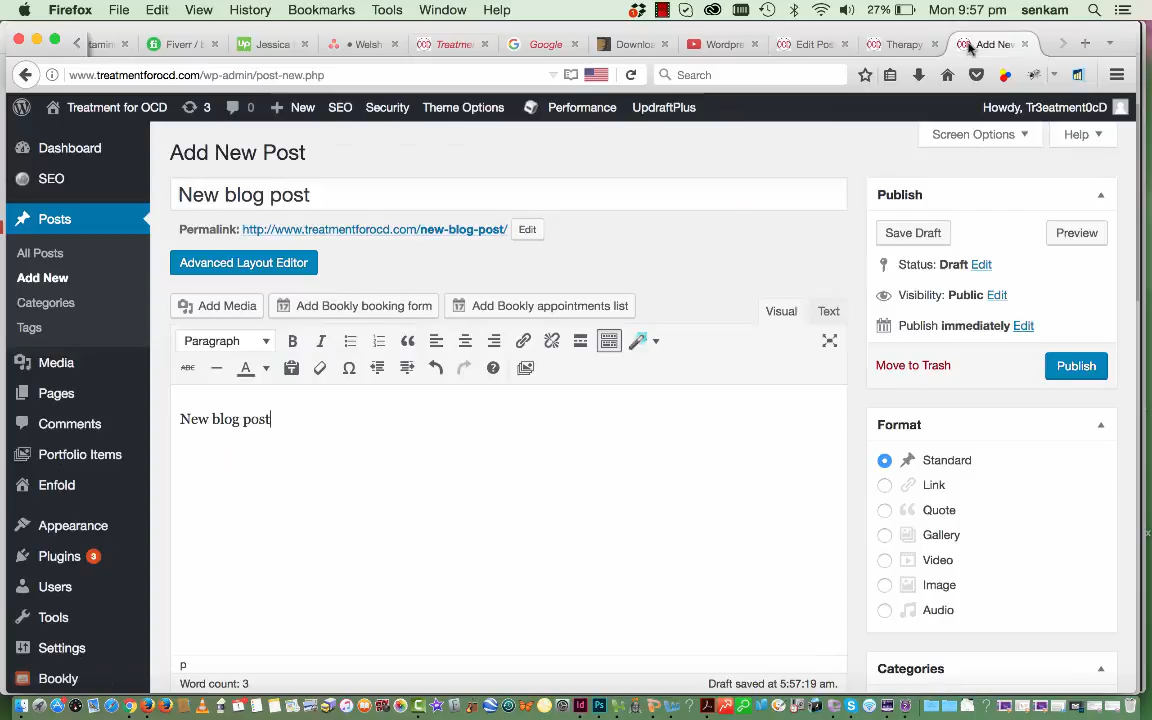 Firefox File Edit View History Bookmarks Tools Window Help 27% Mon 9:57 pm senkam
Fiverr / b Jessica Welsh Treatme Google Downloa Wordpre Edit Pos Therapy Add New
www.treatmentforocd.com/wp-admin/post-new.php Search
Treatment for OCD 3 0 New SEO Security Theme Options Performance UpdraftPlus Howdy, Tr3eatment0cD
Screen Options Help
Dashboard
SEO
Posts
All Posts
Add New
Categories
Tags
Media
Pages
Comments
Portfolio Items
Enfold
Appearance
Plugins 3
Users
Tools
Settings
Bookly
Add New Post
New blog post
Permalink: http://www.treatmentforocd.com/new-blog-post/ Edit
Advanced Layout Editor
Add Media 17 Add Bookly booking form 17 Add Bookly appointments list
Visual Text
Paragraph B I
ABC A
New blog post
p
Word count: 3 Draft saved at 5:57:19 am.
Publish
Save Draft Preview
Status: Draft Edit
Visibility: Public Edit
Publish immediately Edit
Move to Trash Publish
Format
Standard
Link
Quote
Gallery
Video
Image
Audio
Categories